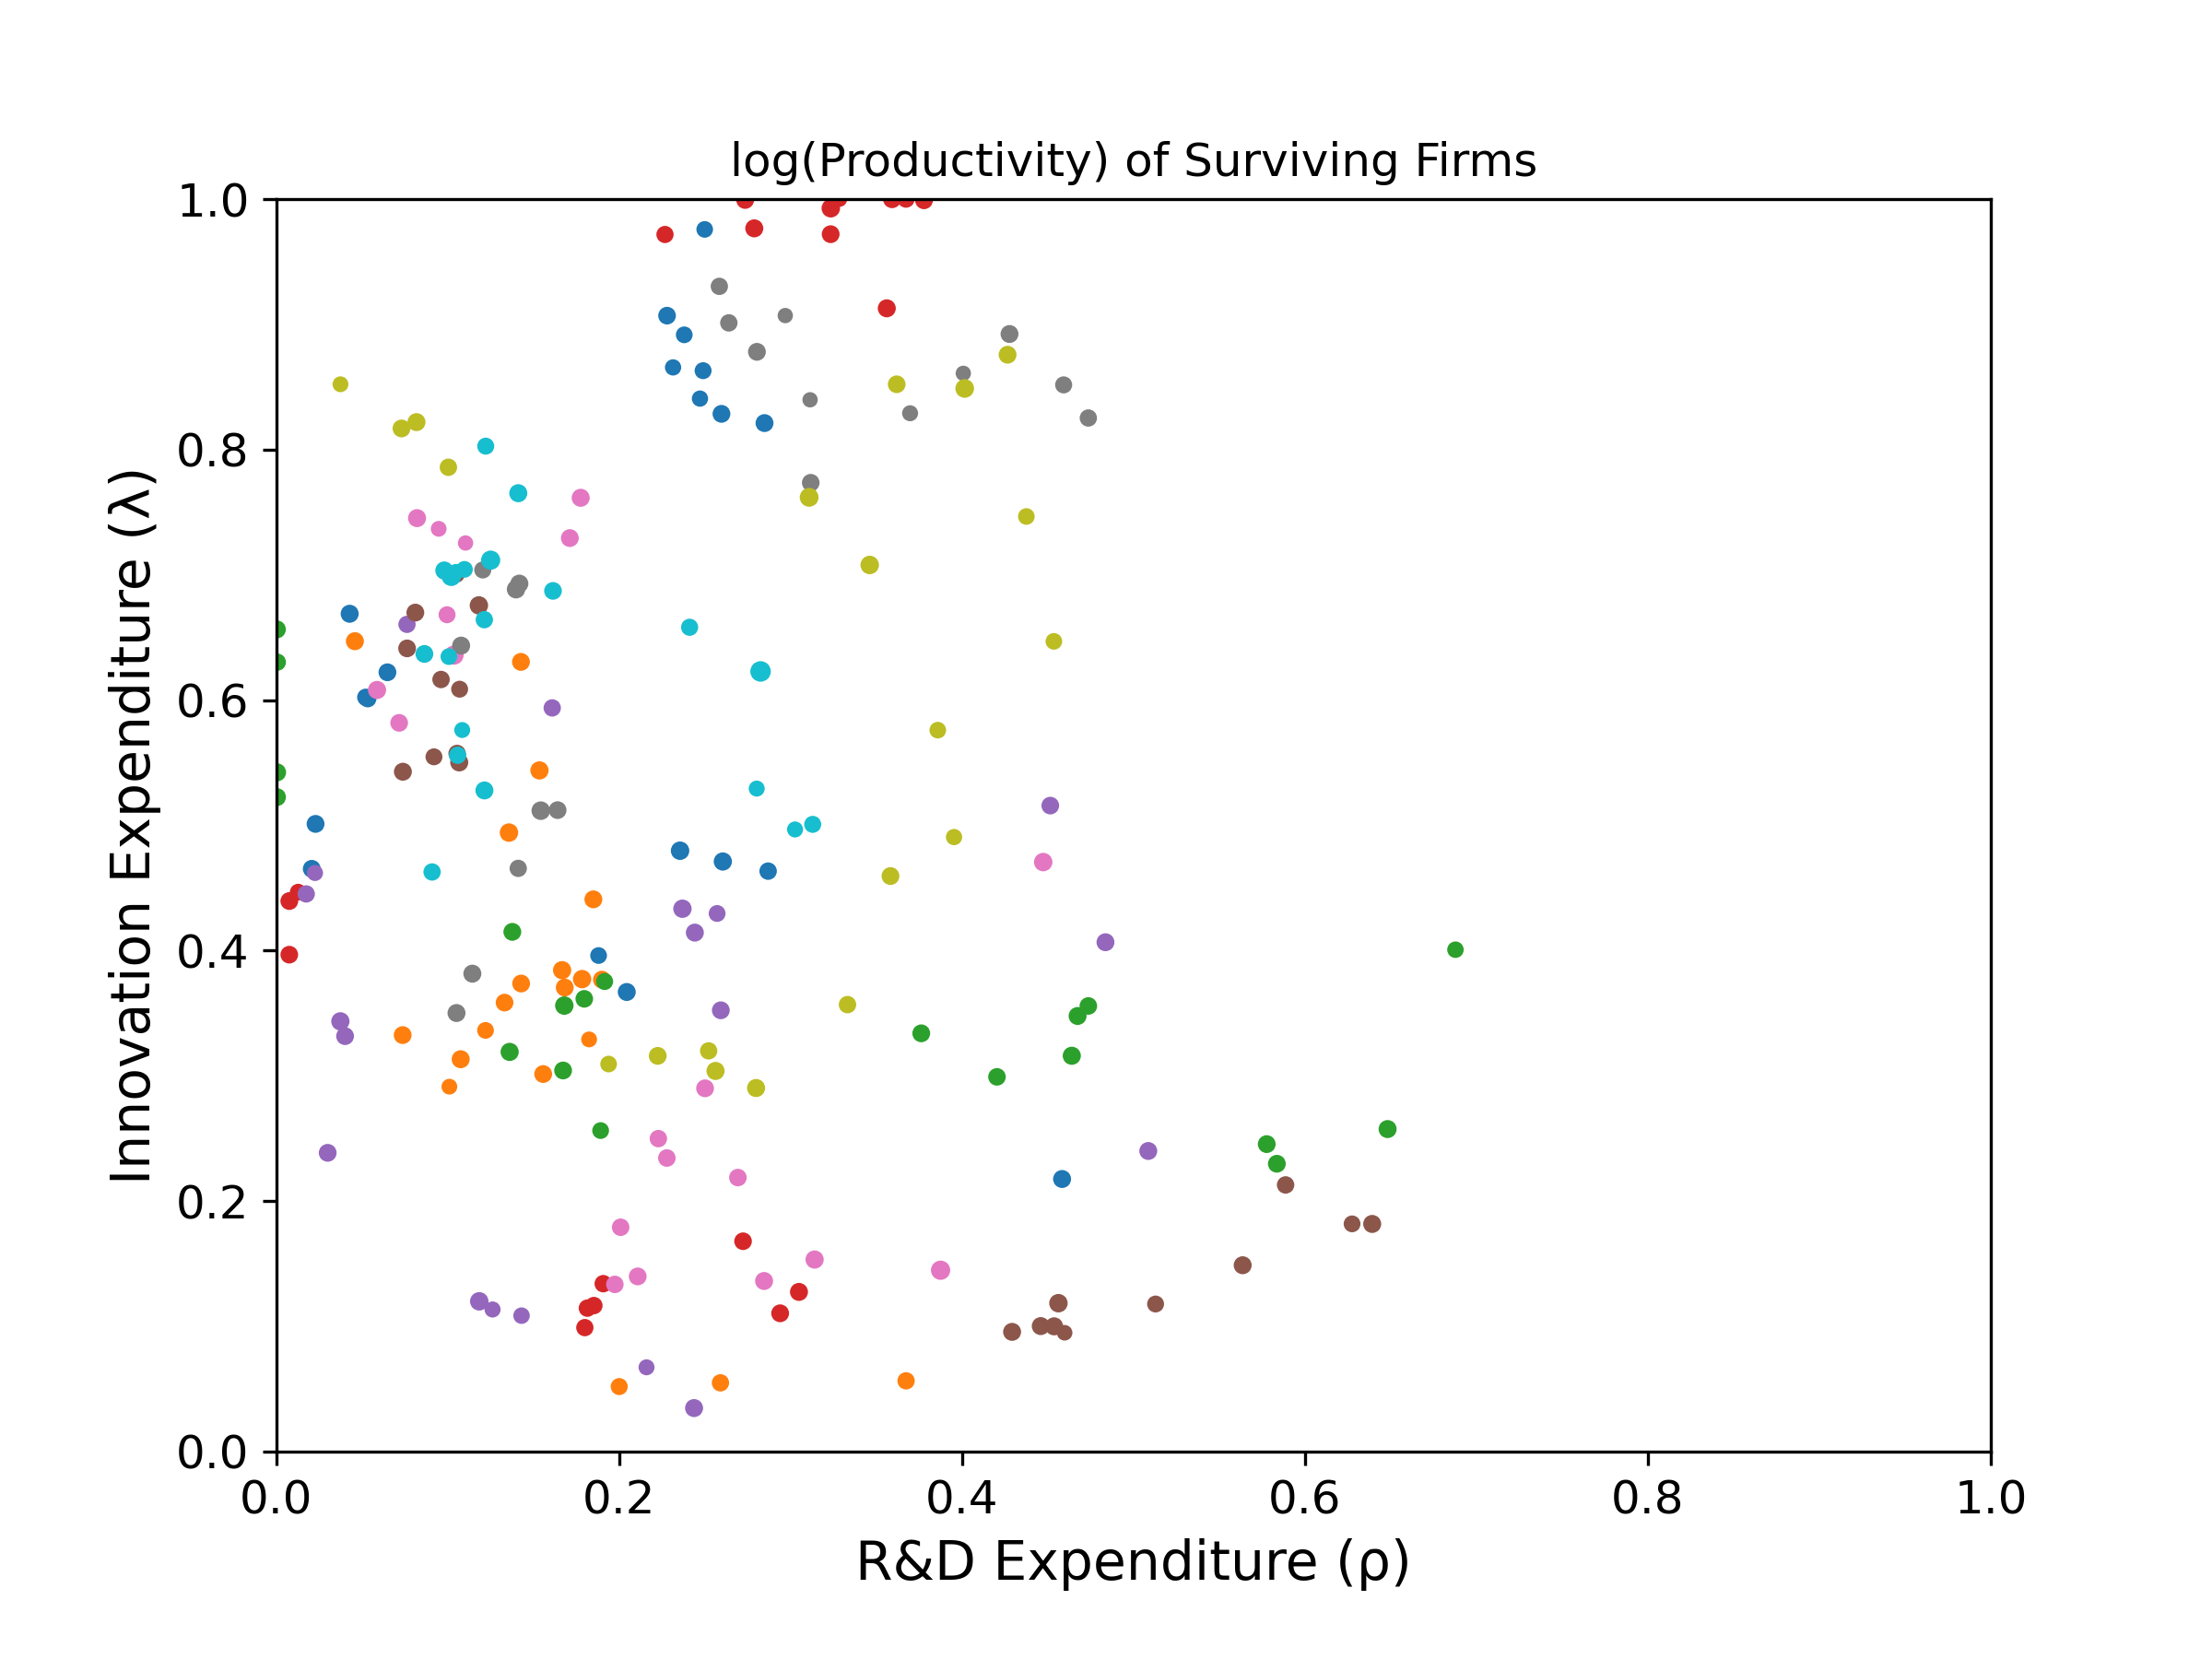 log(Productivity) of Surviving Firms
1.0
0.8
0.6
0.4
0.2
0.0
Innovation Expenditure (λ)
0.0 0.2 0.4 0.6 0.8 1.0
R&D Expenditure (ρ)